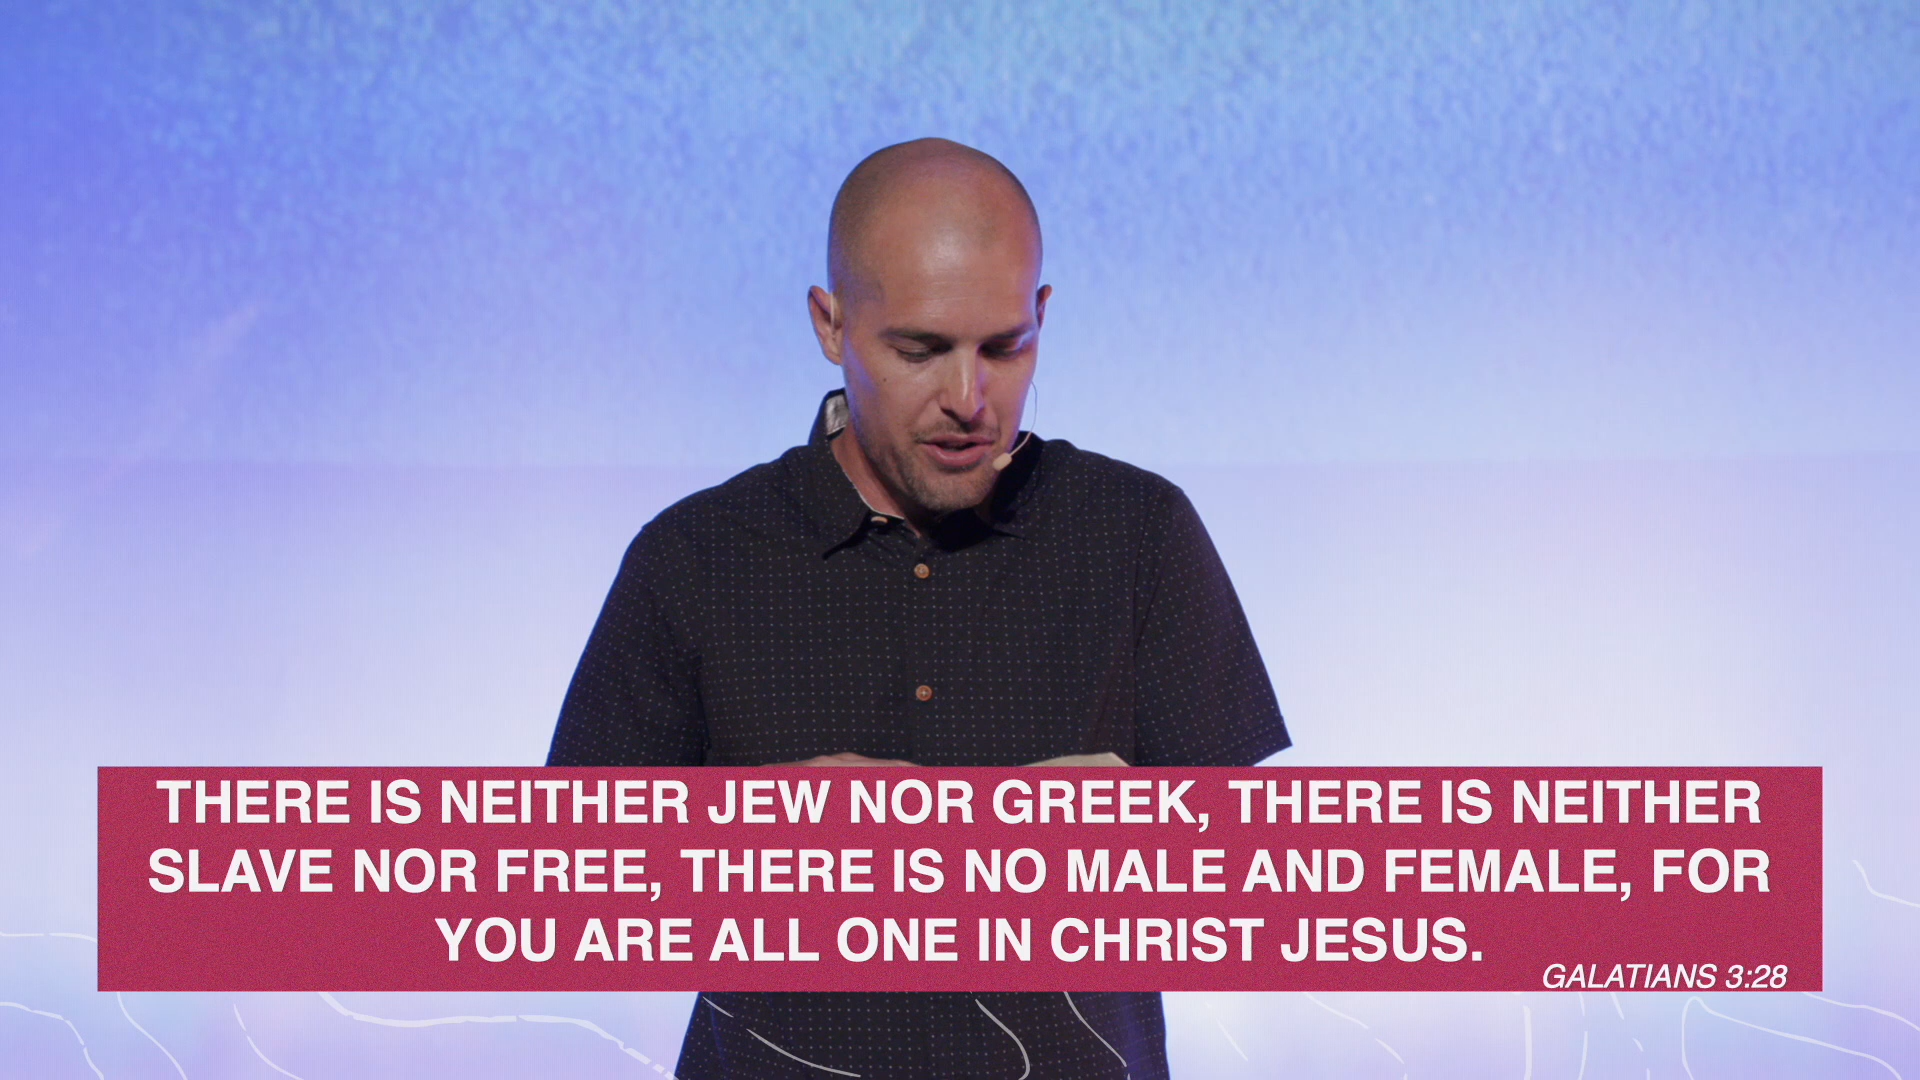 THERE IS NEITHER JEW NOR GREEK, THERE IS NEITHER
SLAVE NOR FREE, THERE IS NO MALE AND FEMALE, FOR
YOU ARE ALL ONE IN CHRIST JESUS.
GALATIANS 3:28